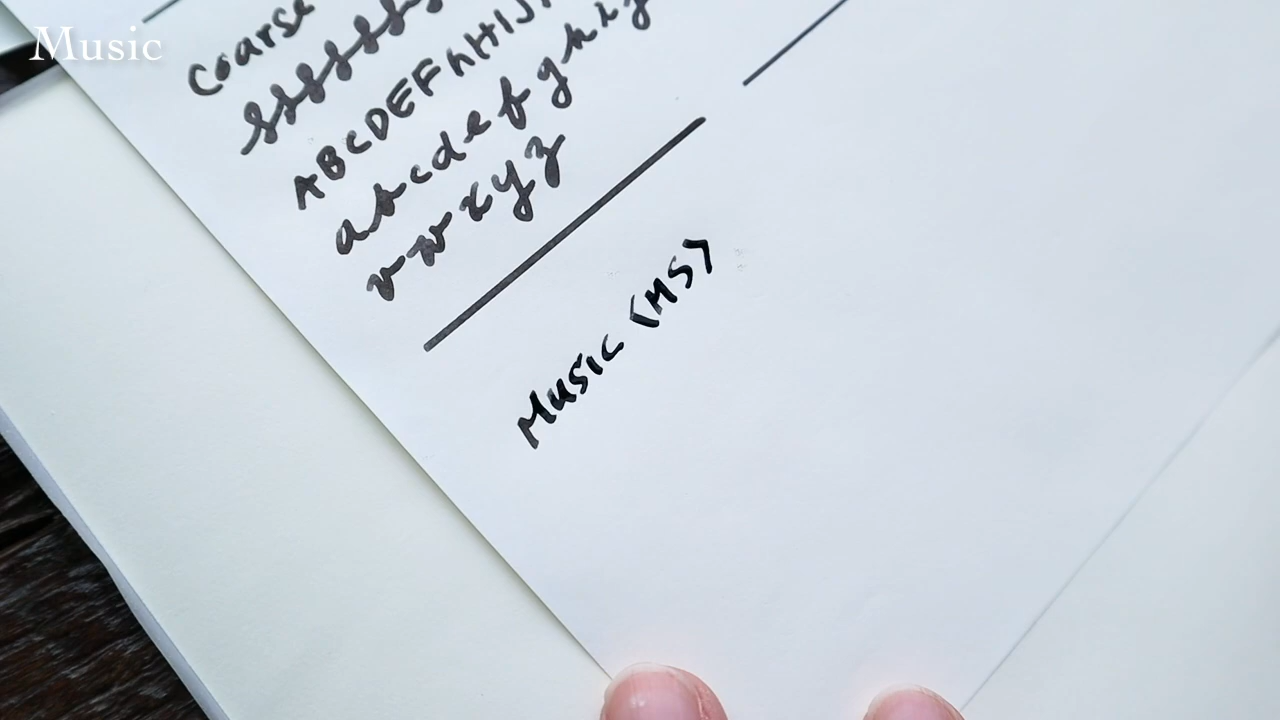 Music
Coarse
ABCDEFGHIJ
abcdefghij
vwxyz
Music (MS)